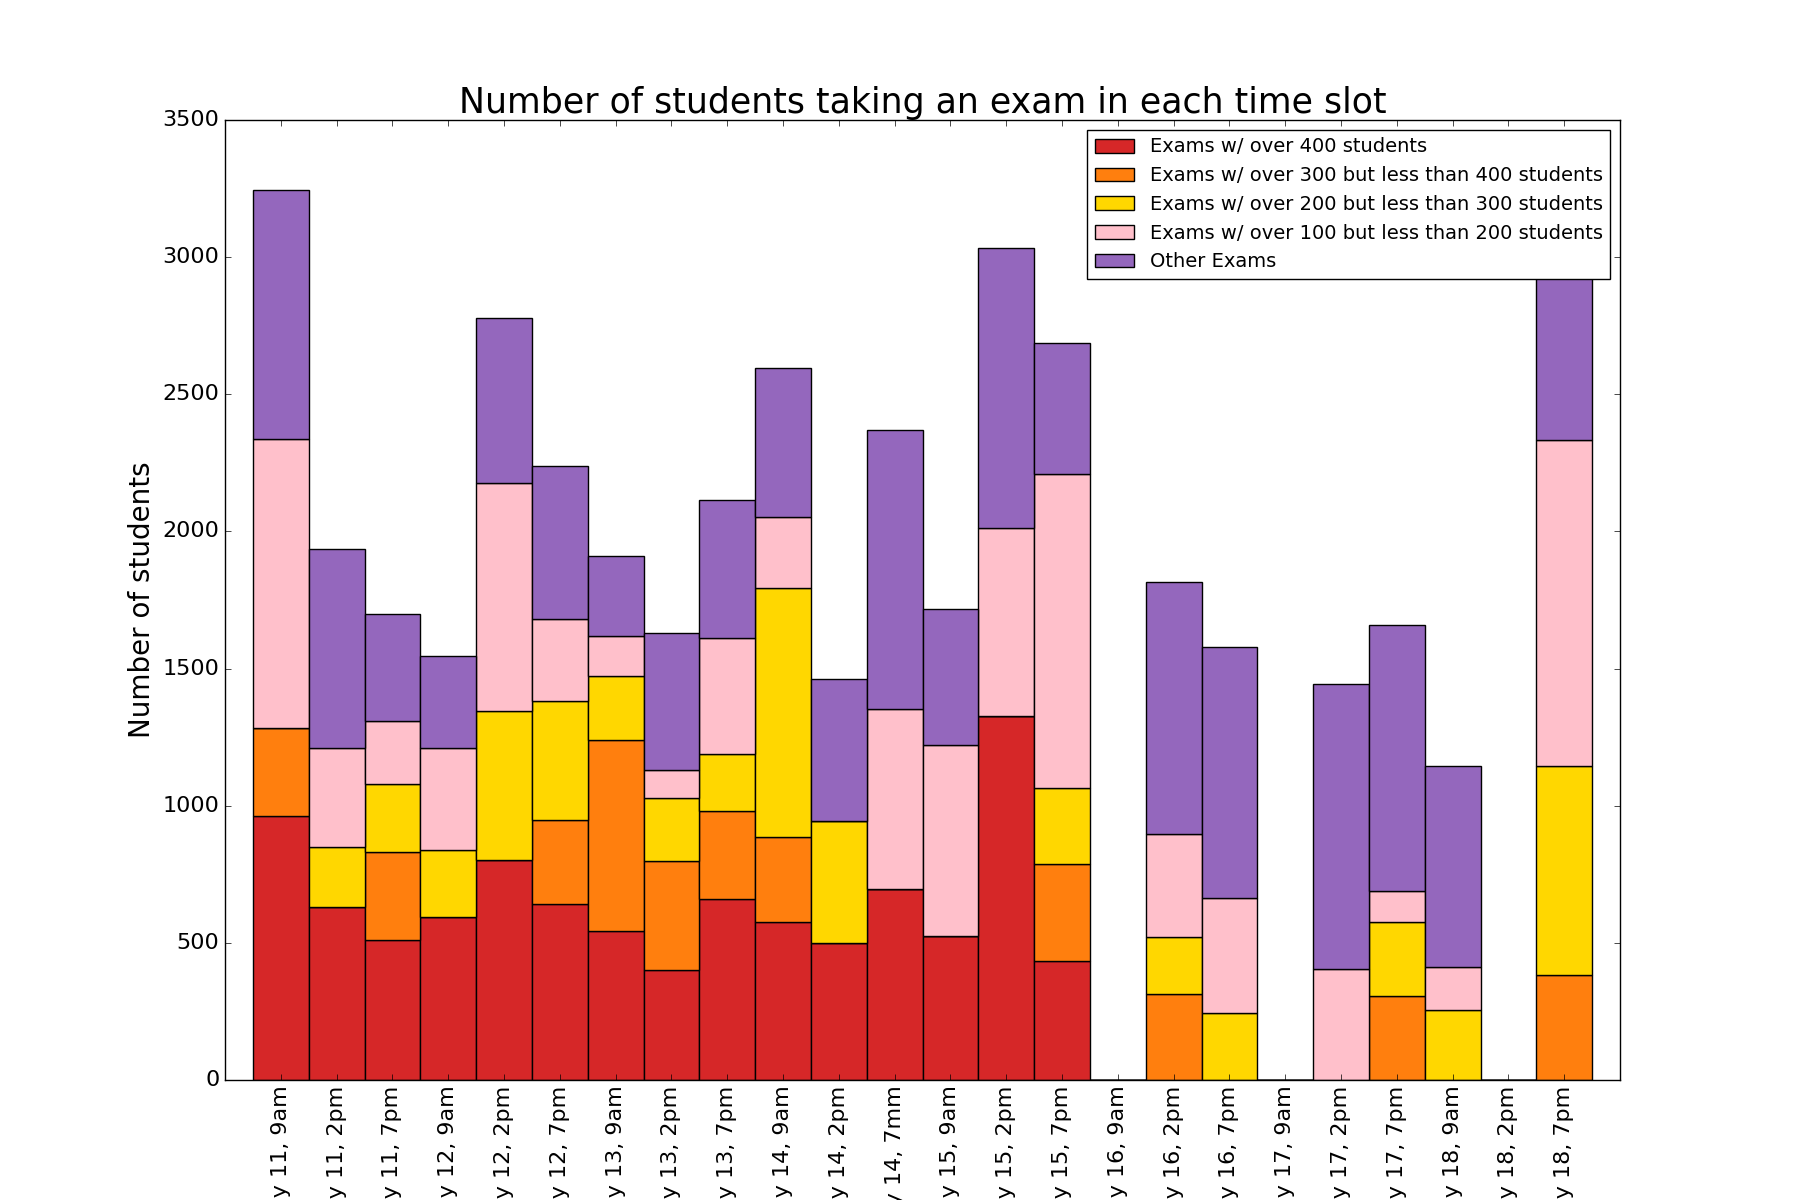 Number of students taking an exam in each time slot
Exams w/ over 400 students
Exams w/ over 300 but less than 400 students
Exams w/ over 200 but less than 300 students
Exams w/ over 100 but less than 200 students
Other Exams
Number of students
3500
3000
2500
2000
1500
1000
500
0
y 11, 9am
y 11, 2pm
y 11, 7pm
y 12, 9am
y 12, 2pm
y 12, 7pm
y 13, 9am
y 13, 2pm
y 13, 7pm
y 14, 9am
y 14, 2pm
y 14, 7mm
y 15, 9am
y 15, 2pm
y 15, 7pm
y 16, 9am
y 16, 2pm
y 16, 7pm
y 17, 9am
y 17, 2pm
y 17, 7pm
y 18, 9am
y 18, 2pm
y 18, 7pm